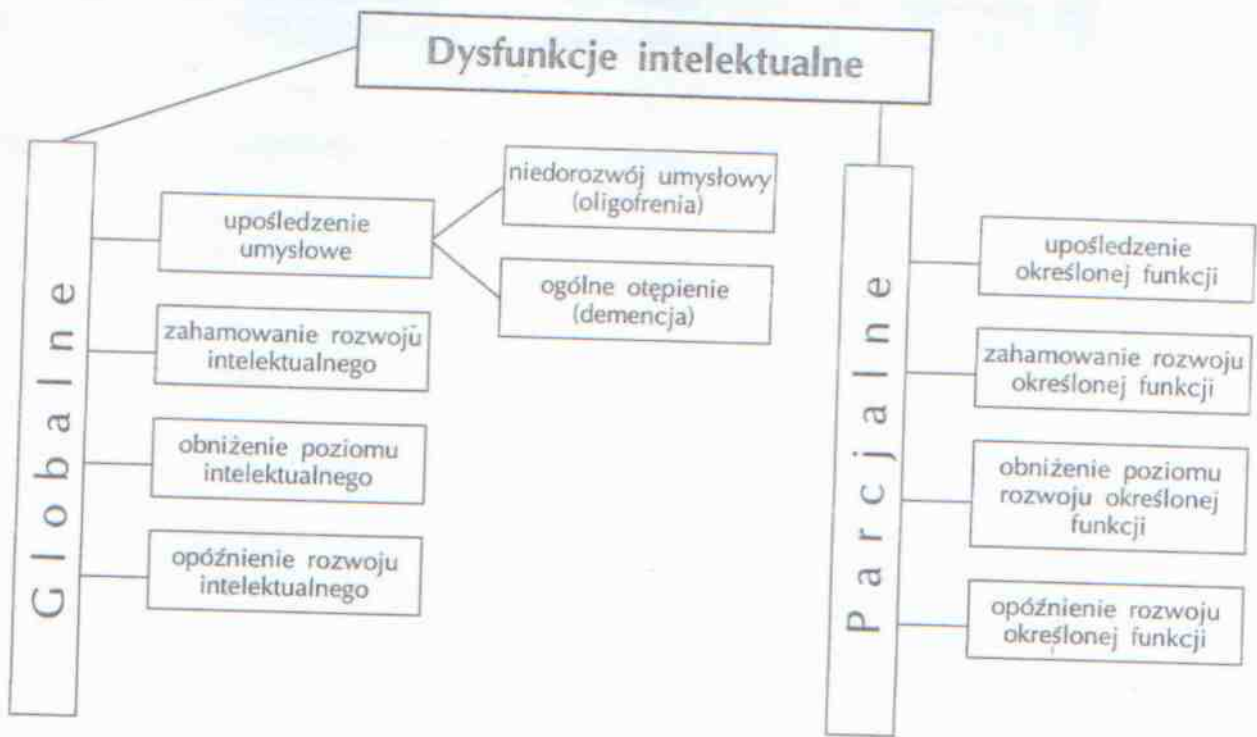 Dysfunkcje intelektualne
Globalne
upośledzenie
umysłowe
niedorozwój umysłowy
(oligofrenia)
ogólne otępienie
(demencja)
zahamowanie rozwoju
intelektualnego
obniżenie poziomu
intelektualnego
opóźnienie rozwoju
intelektualnego
Parcjalne
upośledzenie
określonej funkcji
zahamowanie rozwoju
określonej funkcji
obniżenie poziomu
rozwoju określonej
funkcji
opóźnienie rozwoju
określonej funkcji